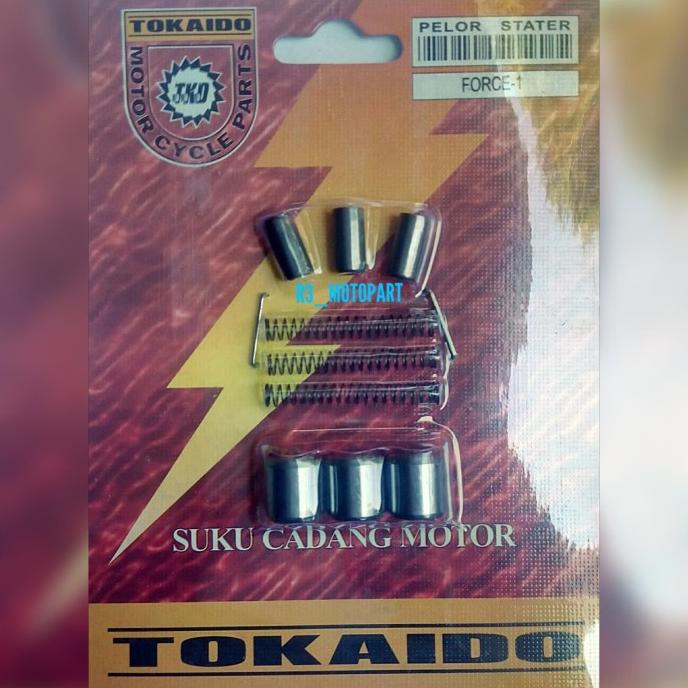 TOKAIDO
TKD
MOTOR CYCLE PARTS
PELOR STATER
FORCE-1
R3_MOTOPART
SUKU CADANG MOTOR
TOKAIDO